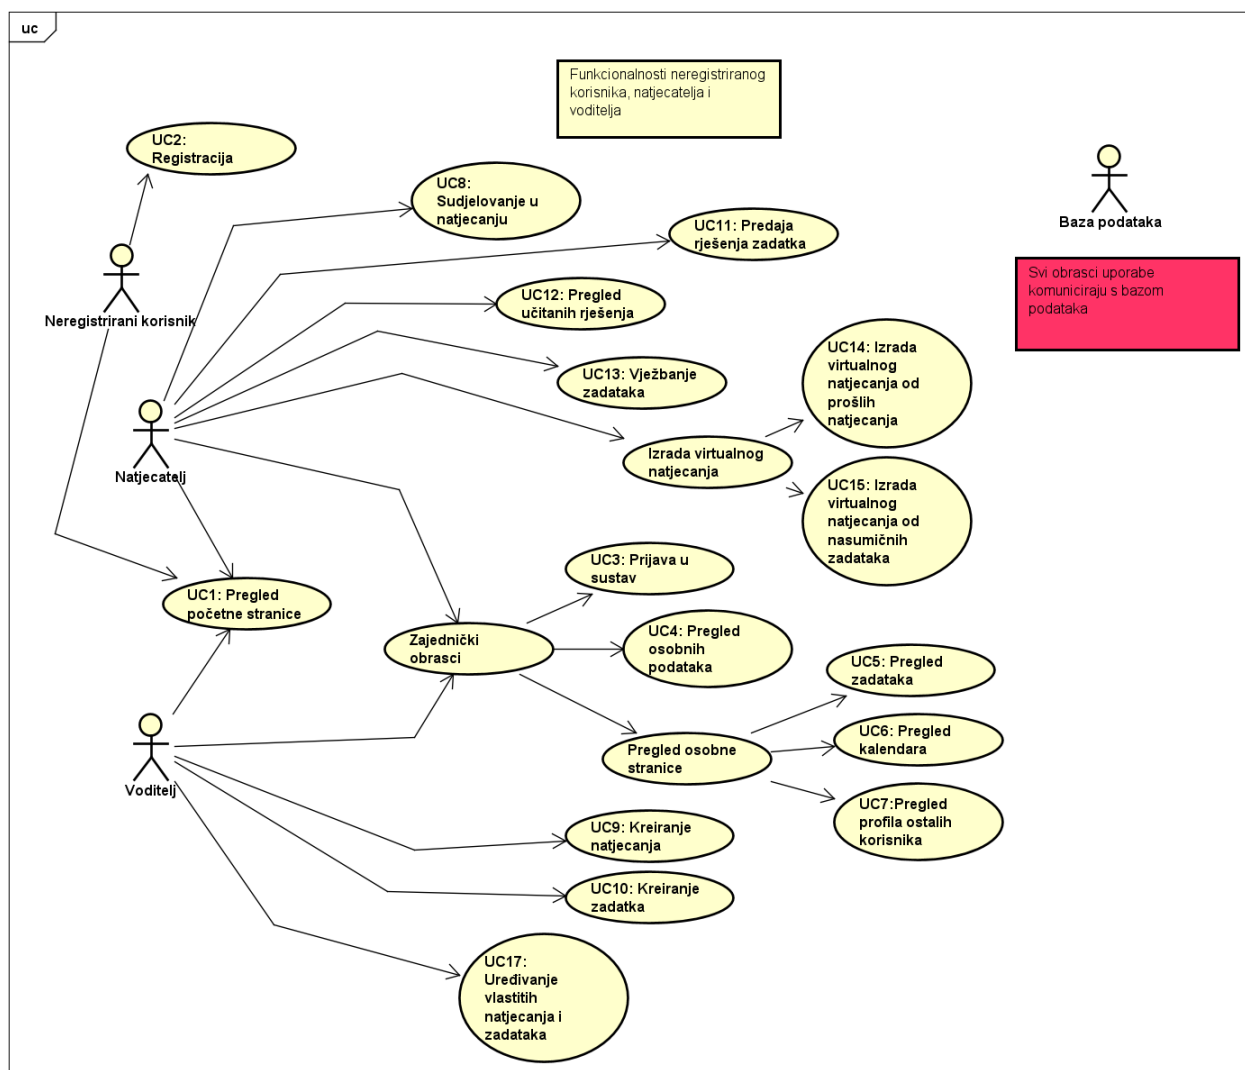 uc
Funkcionalosti neregistriranog
korisnika, natjecatelja i
voditelja
UC2:
Registracija
UC8:
Sudjelovanje u
natjecanju
Baza podataka
UC11: Predaja
rješenja zadatka
Svi obrasci uporabe
komuniciraju s bazom
podataka
Neregistrirani korisnik
UC12: Pregled
učitanih rješenja
UC13: Vježbanje
zadataka
UC14: Izrada
virtualnog
natjecanja od
prošlih
natjecanja
Natjecatelj
Izrada virtualnog
natjecanja
UC15: Izrada
virtualnog
natjecanja od
nasumičnih
zadataka
UC3: Prijava u
sustav
UC1: Pregled
početne stranice
Zajednički
obrasci
UC4: Pregled
osobnih
podataka
UC5: Pregled
zadataka
UC6: Pregled
kalendara
Pregled osobne
stranice
UC7:Pregled
profila ostalih
korisnika
Voditelj
UC9: Kreiranje
natjecanja
UC10: Kreiranje
zadatka
UC17:
Uređivanje
vlastitih
natjecanja i
zadataka